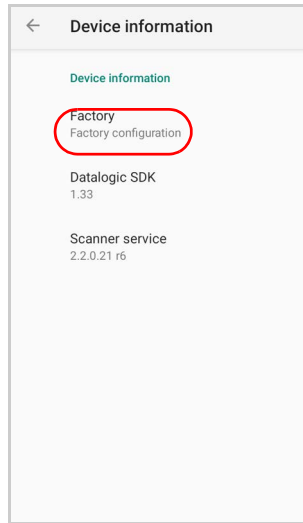 Device information
Device information
Factory
Factory configuration
Datalogic SDK
1.33
Scanner service
2.2.0.21 r6